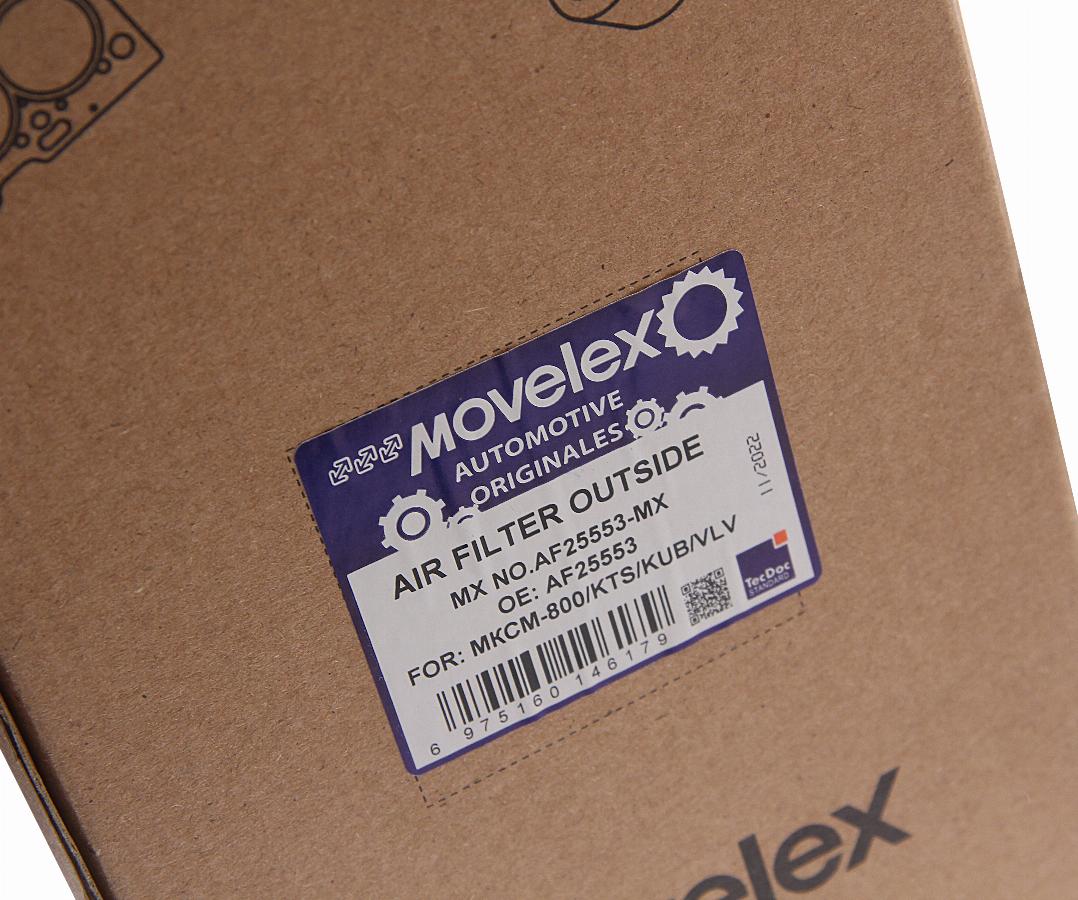 Movelex
AUTOMOTIVE
ORIGINALES
AIR FILTER OUTSIDE
MX NO.AF25553-MX
OE: AF25553
FOR: МКСМ-800/KTS/KUB/VLV
11/2022
TecDoc
STANDARD
6 975160 146179
elex